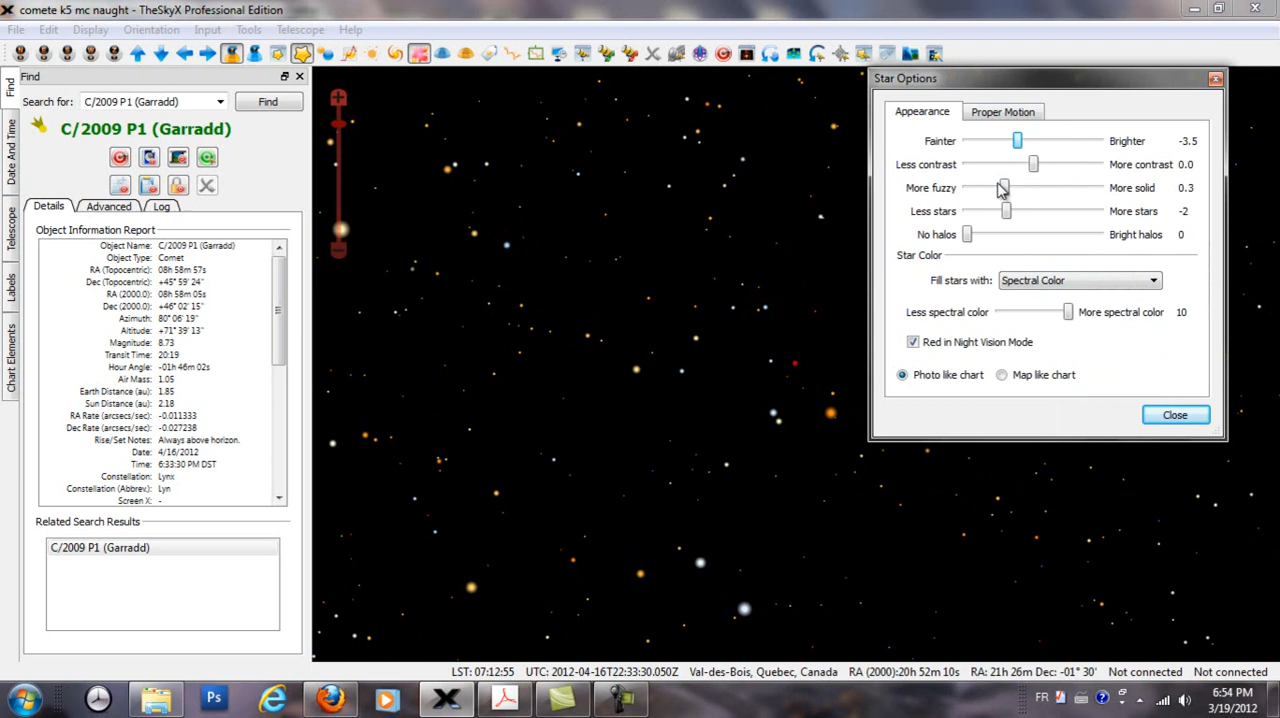 comete k5 mc naught - TheSkyX Professional Edition
File Edit Display Orientation Input Tools Telescope Help
Find
Search for: C/2009 P1 (Garradd) Find
C/2009 P1 (Garradd)
Details Advanced Log
Object Information Report
Object Name: C/2009 P1 (Garradd)
Object Type: Comet
RA (Topocentric): 08h 58m 57s
Dec (Topocentric): +45° 59' 24"
RA (2000.0): 08h 58m 05s
Dec (2000.0): +46° 02' 15"
Azimuth: 80° 06' 19"
Altitude: +71° 39' 13"
Magnitude: 8.73
Transit Time: 20:19
Hour Angle: -01h 46m 02s
Air Mass: 1.05
Earth Distance (au): 1.85
Sun Distance (au): 2.18
RA Rate (arcsecs/sec): -0.011333
Dec Rate (arcsecs/sec): -0.027238
Rise/Set Notes: Always above horizon.
Date: 4/16/2012
Time: 6:33:30 PM DST
Constellation: Lynx
Constellation (Abbrev.): Lyn
Screen X: -
Related Search Results
C/2009 P1 (Garradd)
Find
Date And Time
Telescope
Labels
Chart Elements
Star Options
Appearance Proper Motion
Fainter Brighter -3.5
Less contrast More contrast 0.0
More fuzzy More solid 0.3
Less stars More stars -2
No halos Bright halos 0
Star Color
Fill stars with: Spectral Color
Less spectral color More spectral color 10
Red in Night Vision Mode
Photo like chart Map like chart
Close
LST: 07:12:55 UTC: 2012-04-16T22:33:30.050Z Val-des-Bois, Quebec, Canada RA (2000):20h 52m 10s RA: 21h 26m Dec: -01° 30' Not connected Not connected
Ps FR 6:54 PM
3/19/2012